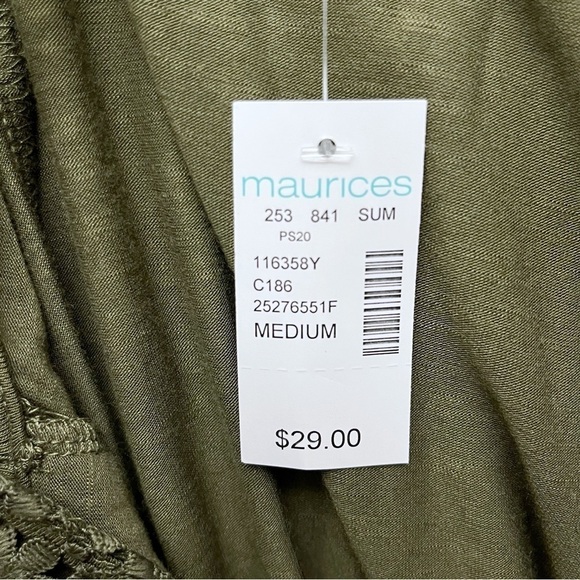 maurices
253 841 SUM
PS20
116358Y
C186
25276551F
MEDIUM
$29.00